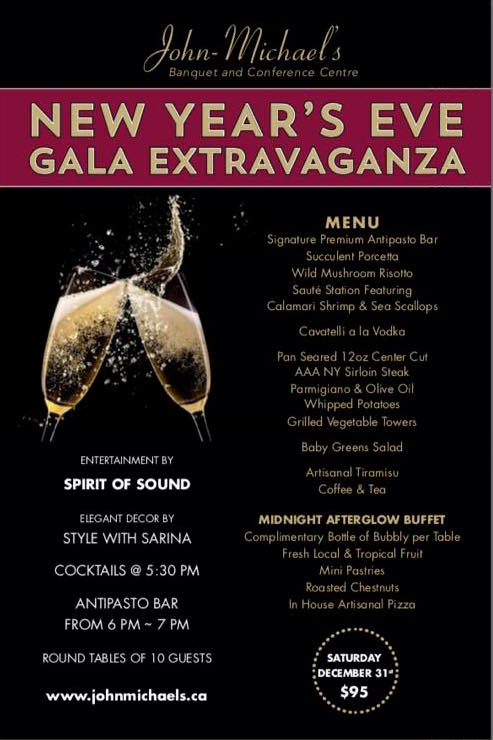 John-Michael's
Banquet and Conference Centre
NEW YEAR'S EVE
GALA EXTRAVAGANZA
MENU
Signature Premium Antipasto Bar
Succulent Porcetta
Wild Mushroom Risotto
Sauté Station Featuring
Calamari Shrimp & Sea Scallops
Cavatelli a la Vodka
Pan Seared 12oz Center Cut
AAA NY Sirloin Steak
Parmigiano & Olive Oil
Whipped Potatoes
Grilled Vegetable Towers
Baby Greens Salad
Artisanal Tiramisu
Coffee & Tea
MIDNIGHT AFTERGLOW BUFFET
Complimentary Bottle of Bubbly per Table
Fresh Local & Tropical Fruit
Mini Pastries
Roasted Chestnuts
In House Artisanal Pizza
SATURDAY
DECEMBER 31st
$95
ENTERTAINMENT BY
SPIRIT OF SOUND
ELEGANT DECOR BY
STYLE WITH SARINA
COCKTAILS @ 5:30 PM
ANTIPASTO BAR
FROM 6 PM ~ 7 PM
ROUND TABLES OF 10 GUESTS
www.johnmichaels.ca